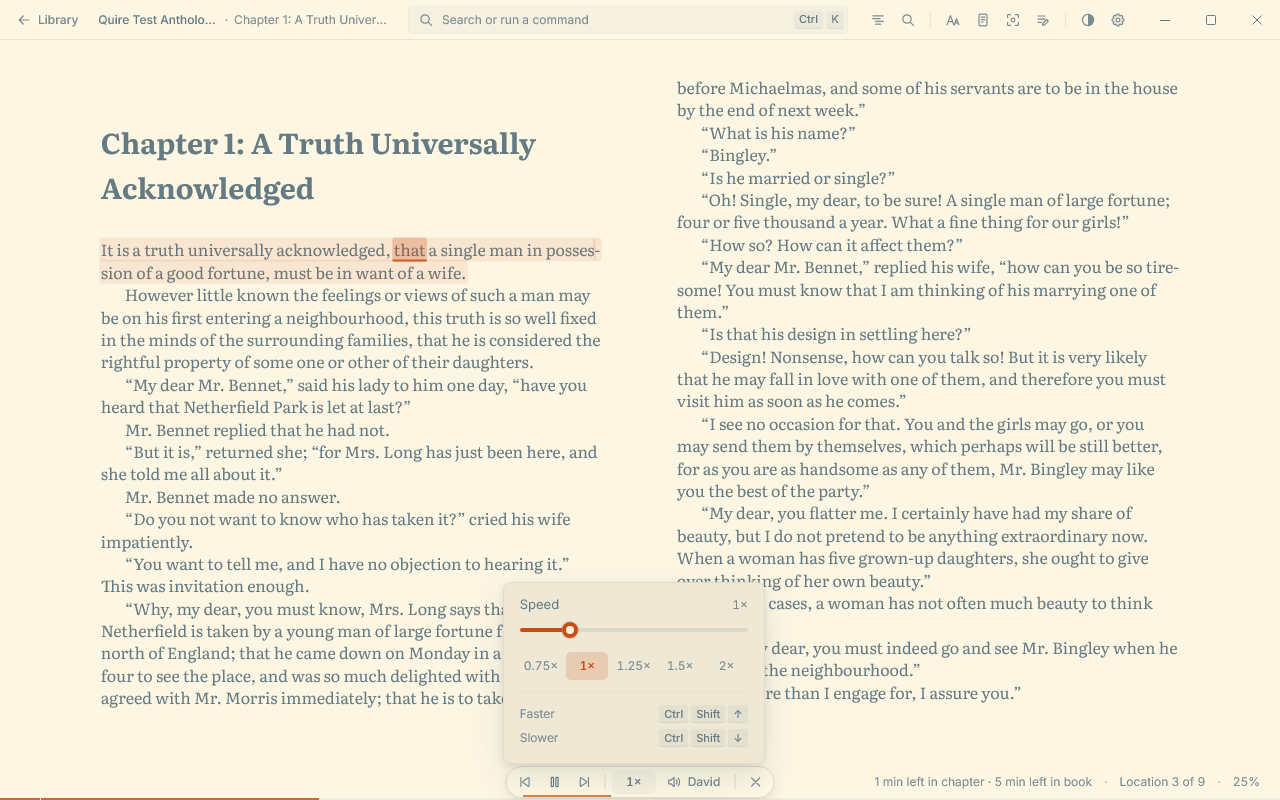 Library
Quire Test Antholo... · Chapter 1: A Truth Univer...
Search or run a command
Ctrl K
Chapter 1: A Truth Universally
Acknowledged
It is a truth universally acknowledged, that a single man in posses-
sion of a good fortune, must be in want of a wife.
However little known the feelings or views of such a man may
be on his first entering a neighbourhood, this truth is so well fixed
in the minds of the surrounding families, that he is considered the
rightful property of some one or other of their daughters.
“My dear Mr. Bennet,” said his lady to him one day, “have you
heard that Netherfield Park is let at last?”
Mr. Bennet replied that he had not.
“But it is,” returned she; “for Mrs. Long has just been here, and
she told me all about it.”
Mr. Bennet made no answer.
“Do you not want to know who has taken it?” cried his wife
impatiently.
“You want to tell me, and I have no objection to hearing it.”
This was invitation enough.
“Why, my dear, you must know, Mrs. Long says tha
Netherfield is taken by a young man of large fortune f
north of England; that he came down on Monday in a
four to see the place, and was so much delighted with
agreed with Mr. Morris immediately; that he is to take
before Michaelmas, and some of his servants are to be in the house
by the end of next week.”
“What is his name?”
“Bingley.”
“Is he married or single?”
“Oh! Single, my dear, to be sure! A single man of large fortune;
four or five thousand a year. What a fine thing for our girls!”
“How so? How can it affect them?”
“My dear Mr. Bennet,” replied his wife, “how can you be so tire-
some! You must know that I am thinking of his marrying one of
them.”
“Is that his design in settling here?”
“Design! Nonsense, how can you talk so! But it is very likely
that he may fall in love with one of them, and therefore you must
visit him as soon as he comes.”
“I see no occasion for that. You and the girls may go, or you
may send them by themselves, which perhaps will be still better,
for as you are as handsome as any of them, Mr. Bingley may like
you the best of the party.”
“My dear, you flatter me. I certainly have had my share of
beauty, but I do not pretend to be anything extraordinary now.
When a woman has five grown-up daughters, she ought to give
over thinking of her own beauty.”
cases, a woman has not often much beauty to think
dear, you must indeed go and see Mr. Bingley when he
the neighbourhood.”
re than I engage for, I assure you.”
Speed 1×
0.75× 1× 1.25× 1.5× 2×
Faster Ctrl Shift ↑
Slower Ctrl Shift ↓
1× David
1 min left in chapter · 5 min left in book · Location 3 of 9 · 25%